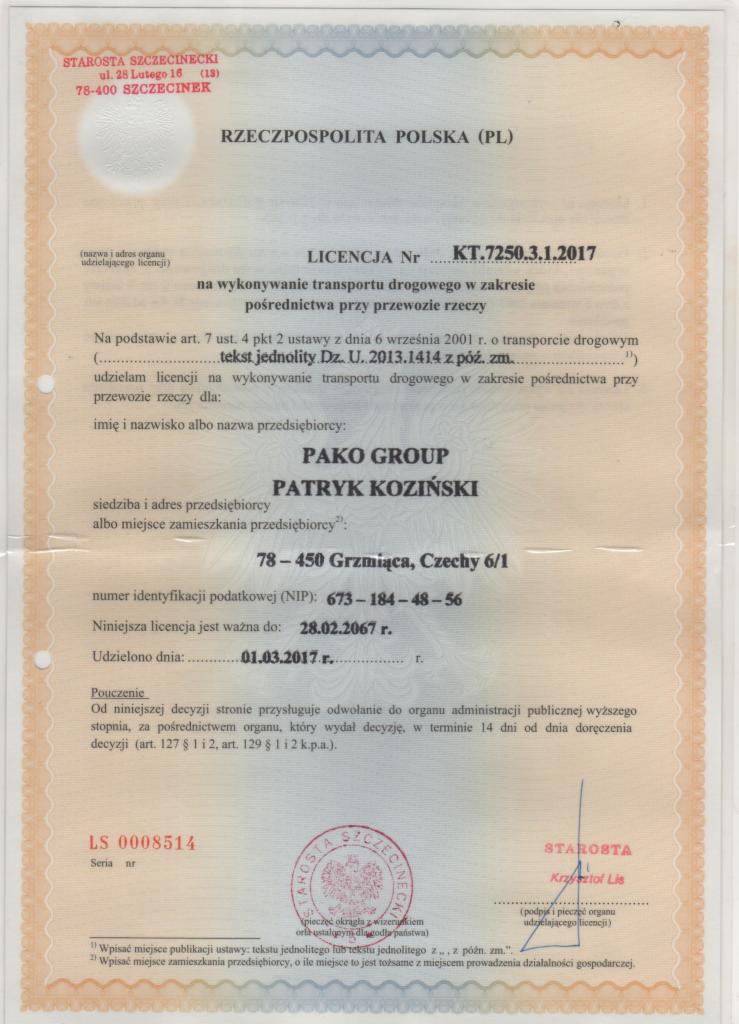 STAROSTA SZCZECINECKI
ul. 28 Lutego 16 (13)
78-400 SZCZECINEK
RZECZPOSPOLITA POLSKA (PL)
(nazwa i adres organu
udzielającego licencji)
LICENCJA Nr ....KT.7250.3.1.2017
na wykonywanie transportu drogowego w zakresie
pośrednictwa przy przewozie rzeczy
Na podstawie art. 7 ust. 4 pkt 2 ustawy z dnia 6 września 2001 r. o transporcie drogowym
(..............................tekst jednolity Dz. U. 2013.1414 z póź. zm............................¹⁾)
udzielam licencji na wykonywanie transportu drogowego w zakresie pośrednictwa przy
przewozie rzeczy dla:
imię i nazwisko albo nazwa przedsiębiorcy:
PAKO GROUP
PATRYK KOZIŃSKI
siedziba i adres przedsiębiorcy
albo miejsce zamieszkania przedsiębiorcy²⁾:
78 – 450 Grzmiąca, Czechy 6/1
numer identyfikacji podatkowej (NIP): 673 – 184 – 48 – 56
Niniejsza licencja jest ważna do: 28.02.2067 r.
Udzielono dnia: .............01.03.2017 r................... r.
Pouczenie
Od niniejszej decyzji stronie przysługuje odwołanie do organu administracji publicznej wyższego
stopnia, za pośrednictwem organu, który wydał decyzję, w terminie 14 dni od dnia doręczenia
decyzji (art. 127 § 1 i 2, art. 129 § 1 i 2 k.p.a.).
LS 0008514
Seria nr
STAROSTA SZCZECINECKI
(pieczęć okrągła z wizerunkiem
orła ustalonym dla godła państwa)
STAROSTA
Krzysztof Lis
(podpis i pieczęć organu
udzielającego licencji)
¹⁾ Wpisać miejsce publikacji ustawy: tekstu jednolitego lub tekstu jednolitego z „ , z późn. zm.”.
²⁾ Wpisać miejsce zamieszkania przedsiębiorcy, o ile miejsce to jest tożsame z miejscem prowadzenia działalności gospodarczej.